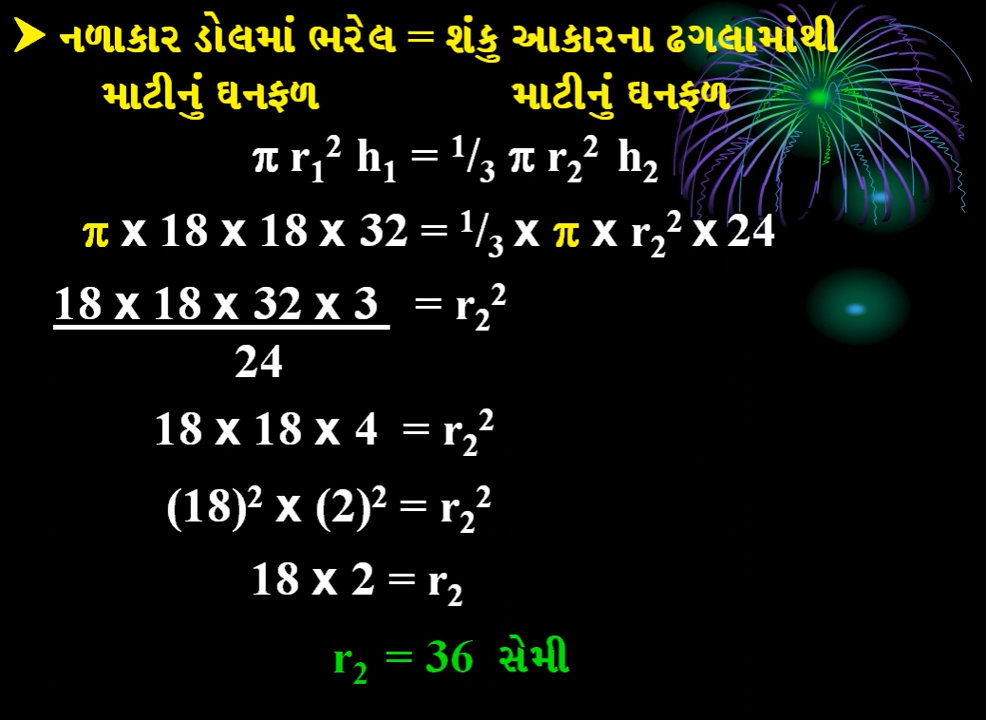 ➤ નળાકાર ડોલમાં ભરેલ = શંકુ આકારના ઢગલામાંથી
માટીનું ઘનફળ માટીનું ઘનફળ
π r₁² h₁ = ¹/₃ π r₂² h₂
π x 18 x 18 x 32 = ¹/₃ x π x r₂² x 24
18 x 18 x 32 x 3 = r₂²
24
18 x 18 x 4 = r₂²
(18)² x (2)² = r₂²
18 x 2 = r₂
r₂ = 36 સેમી